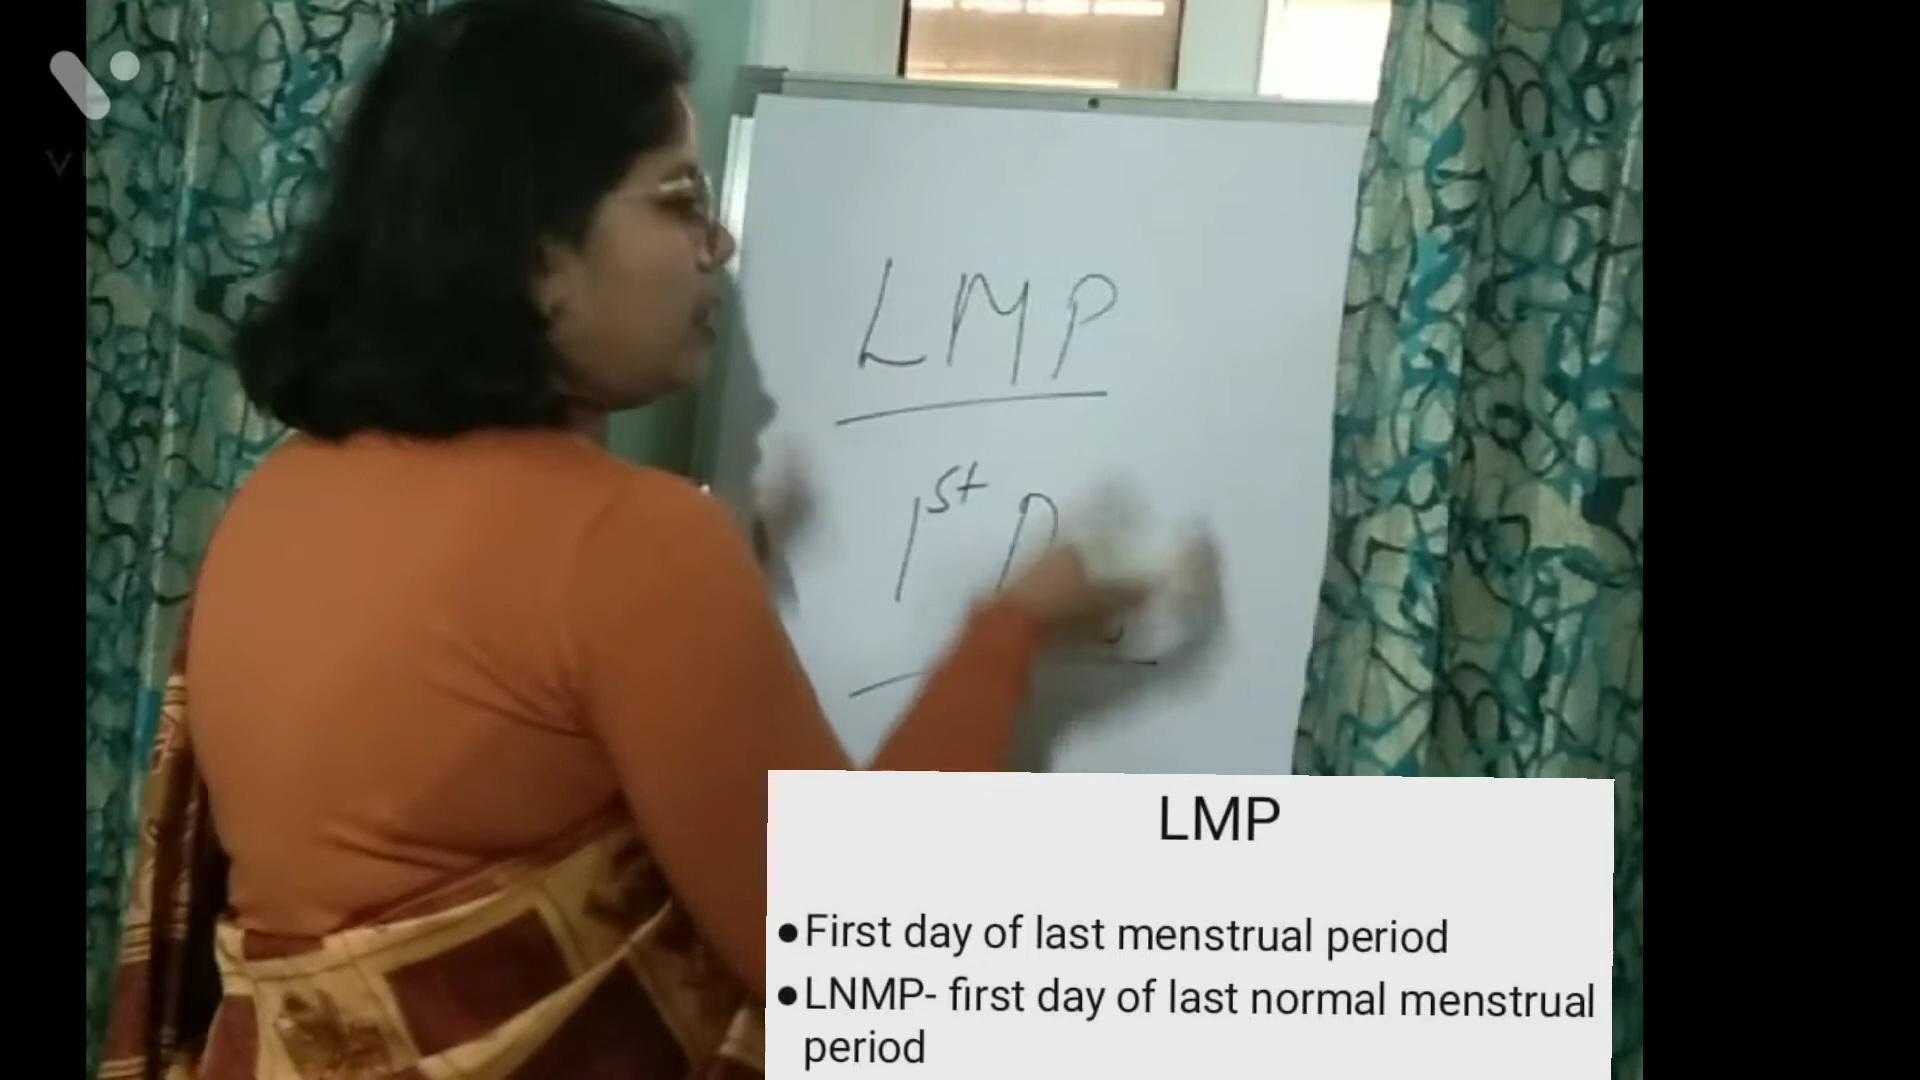 LMP
1st
LMP
●First day of last menstrual period
●LNMP- first day of last normal menstrual
period